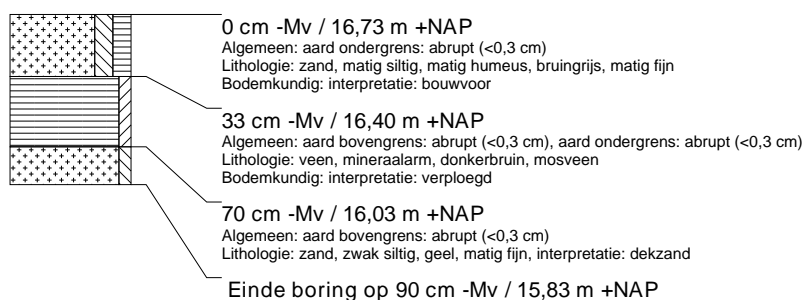 0 cm -Mv / 16,73 m +NAP
Algemeen: aard ondergrens: abrupt (<0,3 cm)
Lithologie: zand, matig siltig, matig humeus, bruingrijs, matig fijn
Bodemkundig: interpretatie: bouwvoor
33 cm -Mv / 16,40 m +NAP
Algemeen: aard bovengrens: abrupt (<0,3 cm), aard ondergrens: abrupt (<0,3 cm)
Lithologie: veen, mineraalarm, donkerbruin, mosveen
Bodemkundig: interpretatie: verploegd
70 cm -Mv / 16,03 m +NAP
Algemeen: aard bovengrens: abrupt (<0,3 cm)
Lithologie: zand, zwak siltig, geel, matig fijn, interpretatie: dekzand
Einde boring op 90 cm -Mv / 15,83 m +NAP